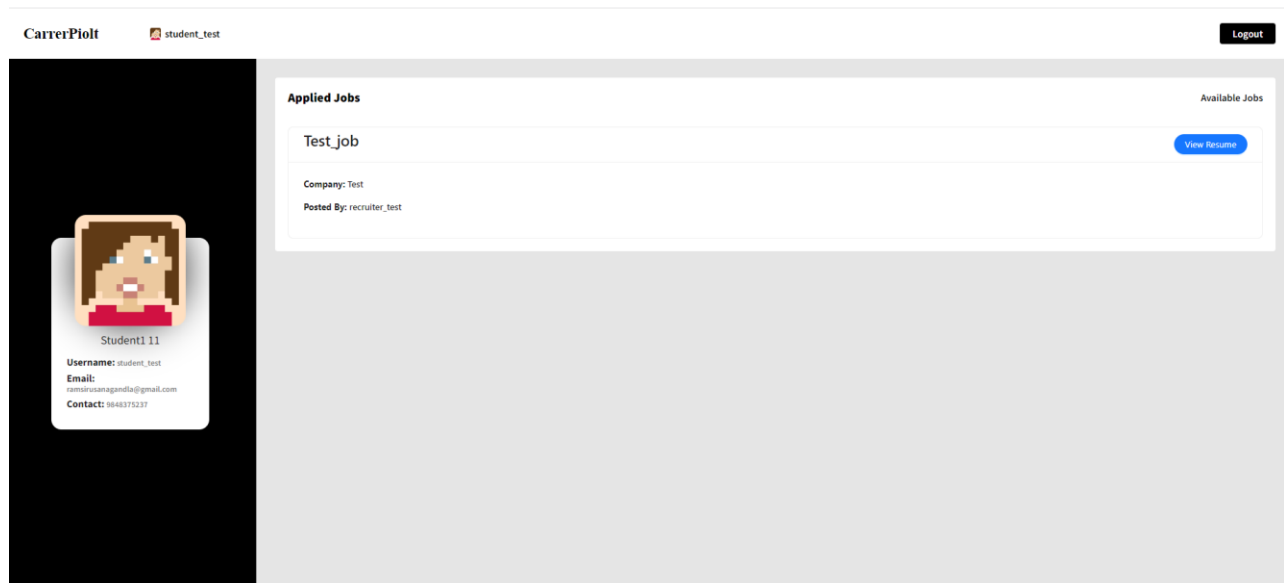 CarrerPiolt
student_test
Logout
Applied Jobs
Available Jobs
Test_job
View Resume
Company: Test
Posted By: recruiter_test
Student1 11
Username: student_test
Email:
ramsirusanagandla@gmail.com
Contact: 9848375237